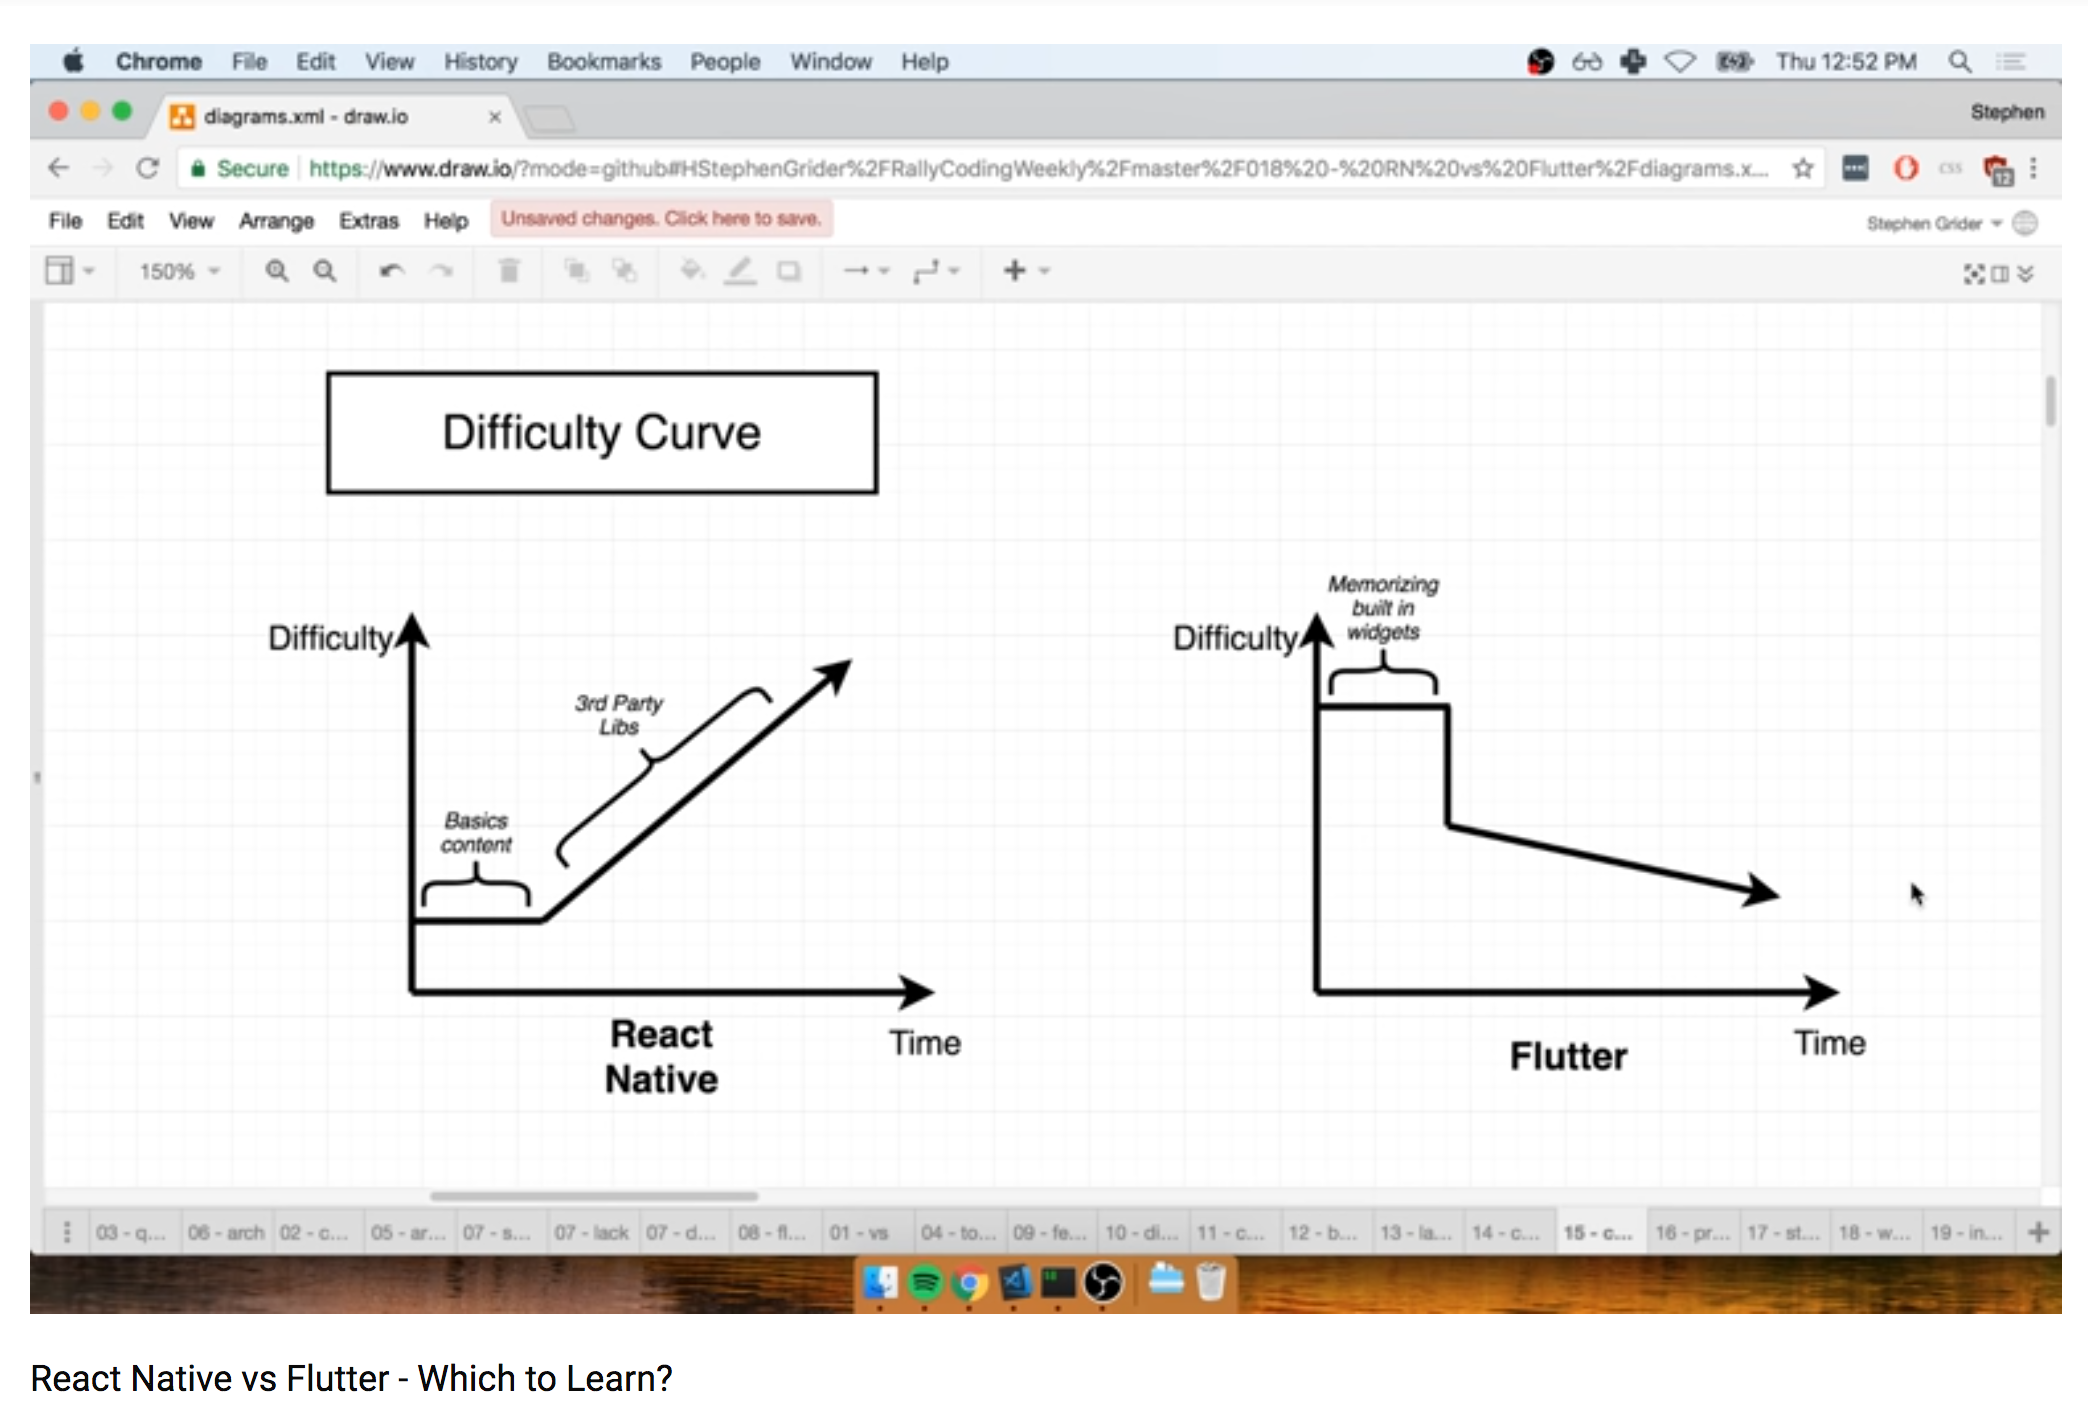 Chrome File Edit View History Bookmarks People Window Help Thu 12:52 PM
diagrams.xml - draw.io Stephen
Secure https://www.draw.io/?mode=github#HStephenGrider%2FRallyCodingWeekly%2Fmaster%2F018%20-%20RN%20vs%20Flutter%2Fdiagrams.x... css 12
File Edit View Arrange Extras Help Unsaved changes. Click here to save. Stephen Grider
150%
Difficulty Curve
Difficulty
3rd Party
Libs
Basics
content
React
Native
Time
Memorizing
built in
widgets
Difficulty
Flutter
Time
03 - q... 06 - arch 02 - c... 05 - ar... 07 - s... 07 - lack 07 - d... 08 - fl... 01 - vs 04 - to... 09 - fe... 10 - di... 11 - c... 12 - b... 13 - la... 14 - c... 15 - c... 16 - pr... 17 - st... 18 - w... 19 - in...
React Native vs Flutter - Which to Learn?